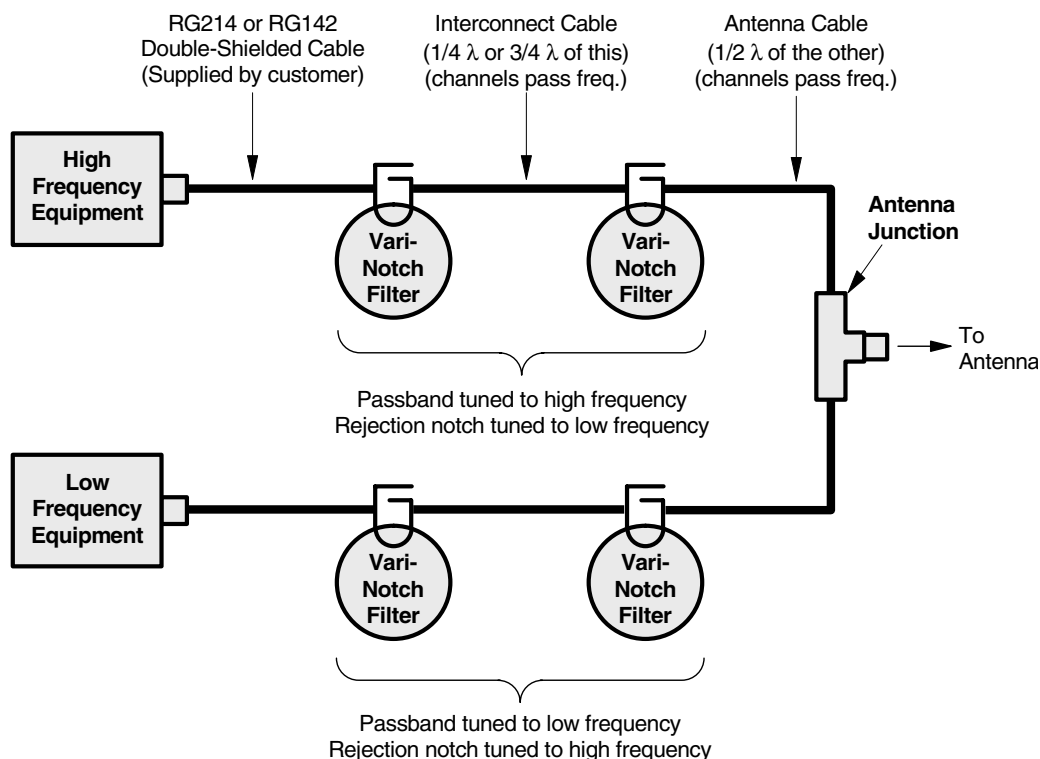 RG214 or RG142
Double-Shielded Cable
(Supplied by customer)
Interconnect Cable
(1/4 λ or 3/4 λ of this)
(channels pass freq.)
Antenna Cable
(1/2 λ of the other)
(channels pass freq.)
High
Frequency
Equipment
Vari-
Notch
Filter
Vari-
Notch
Filter
Antenna
Junction
To
Antenna
Passband tuned to high frequency
Rejection notch tuned to low frequency
Low
Frequency
Equipment
Vari-
Notch
Filter
Vari-
Notch
Filter
Passband tuned to low frequency
Rejection notch tuned to high frequency